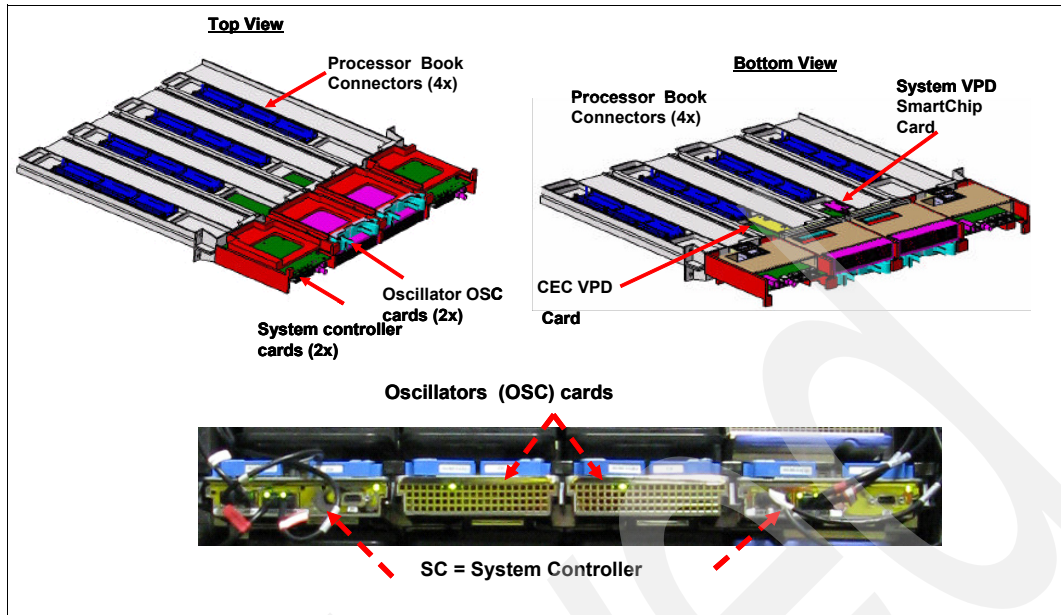 Top View
Processor Book
Connectors (4x)
Oscillator OSC
cards (2x)
System controller
cards (2x)
Bottom View
Processor Book
Connectors (4x)
System VPD
SmartChip
Card
CEC VPD
Card
Oscillators (OSC) cards
SC = System Controller